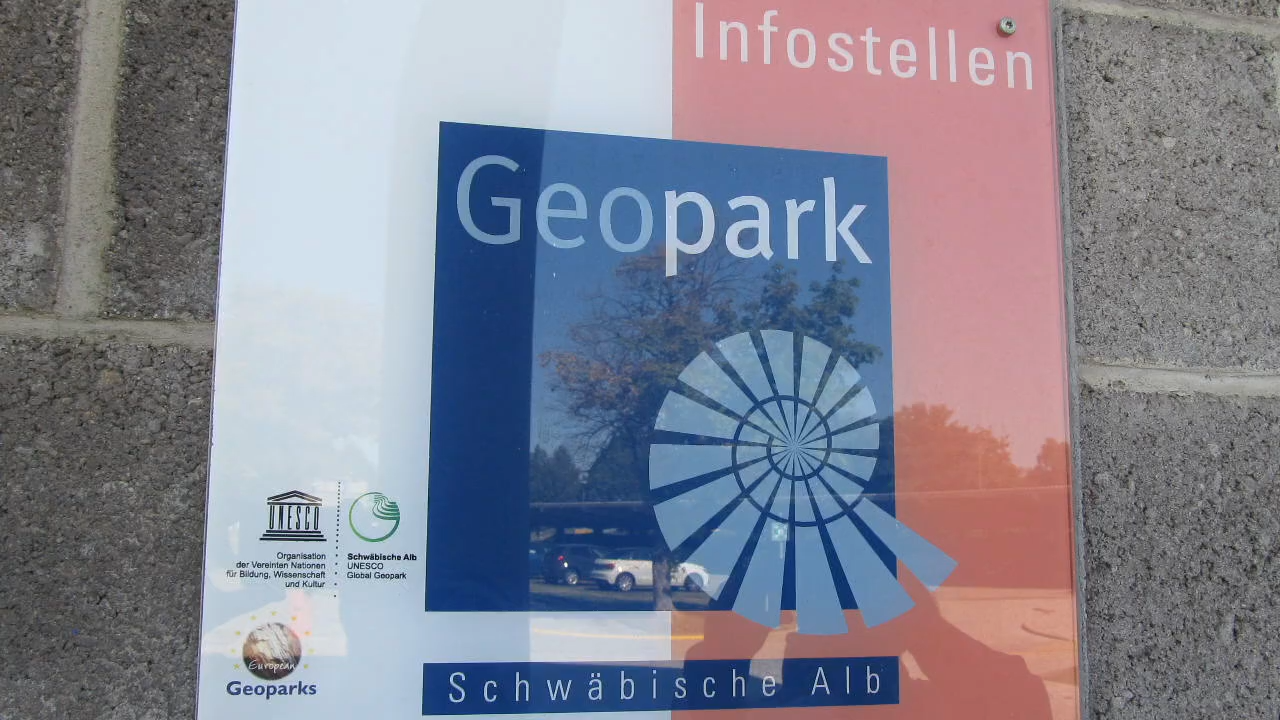 Infostellen
Geopark
UNESCO
Organisation
der Vereinten Nationen
für Bildung, Wissenschaft
und Kultur
Schwäbische Alb
UNESCO
Global Geopark
European
Geoparks
Schwäbische Alb